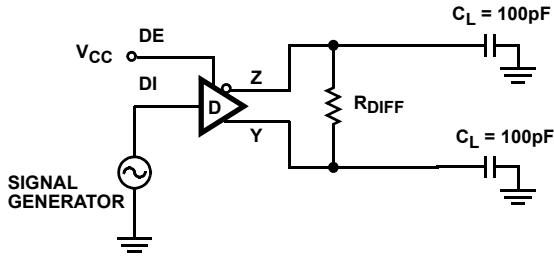 C_L = 100pF
DE
V_CC
DI
Z
D
R_DIFF
Y
C_L = 100pF
SIGNAL
GENERATOR